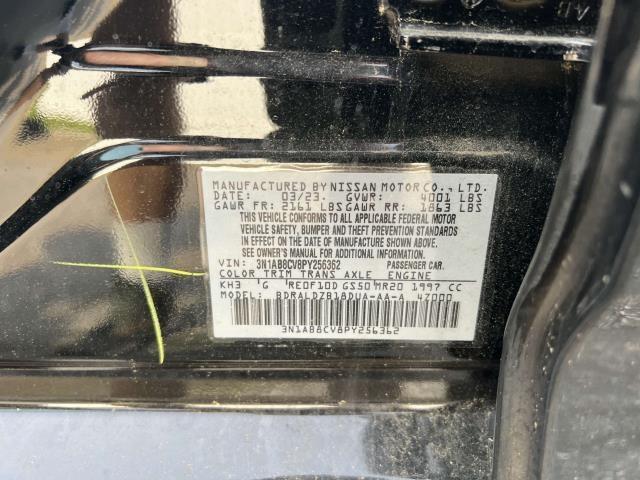 MANUFACTURED BY NISSAN MOTOR CO., LTD.
DATE: 03/23. GVWR: 4001 LBS
GAWR FR: 2161 LBS GAWR RR: 1863 LBS
THIS VEHICLE CONFORMS TO ALL APPLICABLE FEDERAL MOTOR
VEHICLE SAFETY, BUMPER AND THEFT PREVENTION STANDARDS
IN EFFECT ON THE DATE OF MANUFACTURE SHOWN ABOVE.
SEE OWNER'S MANUAL FOR ADDITIONAL INFORMATION
VIN: 3N1AB8CV8PY256362 PASSENGER CAR.
COLOR TRIM TRANS AXLE ENGINE
KH3 'G 'RE0F10D GS50'MR20 1997 CC
MODEL: BDRALDZB18DUA-AA-A 4Z000
3N1AB8CV8PY256362